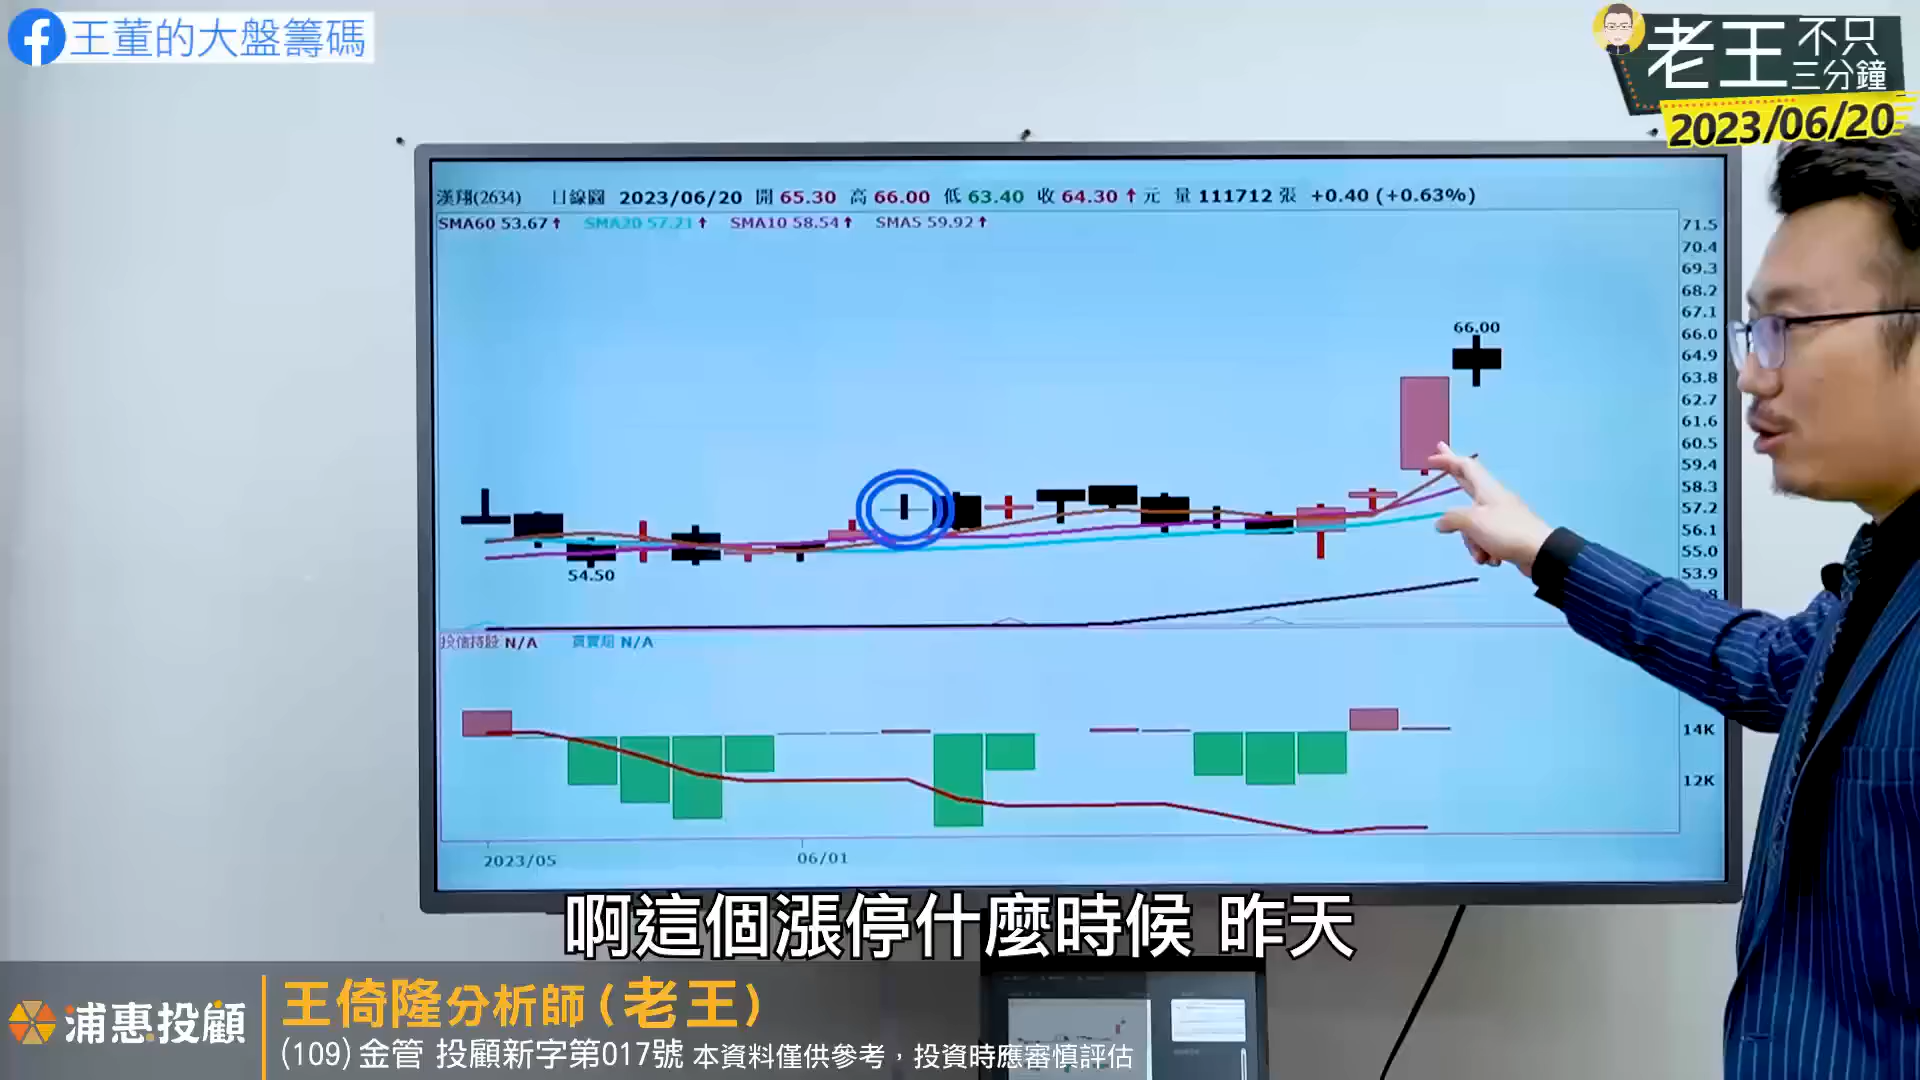 王董的大盤籌碼
老王不只三分鐘
2023/06/20
漢翔(2634) 日線圖 2023/06/20 開 65.30 高 66.00 低 63.40 收 64.30↑ 元 量 111712 張 +0.40 (+0.63%)
SMA60 53.67↑ SMA20 57.21↑ SMA10 58.54↑ SMA5 59.92↑
71.5
70.4
69.3
68.2
67.1
66.0
64.9
63.8
62.7
61.6
60.5
59.4
58.3
57.2
56.1
55.0
53.9
66.00
54.50
投信持股 N/A 買賣超 N/A
14K
12K
2023/05 06/01
啊這個漲停什麼時候 昨天
浦惠投顧
王倚隆分析師(老王)
(109)金管 投顧新字第017號 本資料僅供參考，投資時應審慎評估